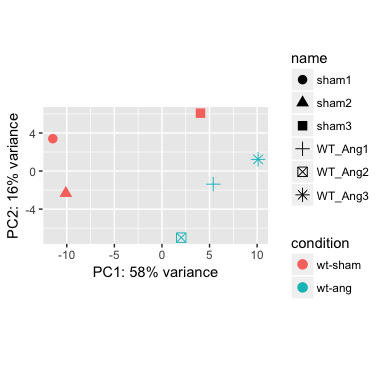 name
sham1
sham2
sham3
WT_Ang1
WT_Ang2
WT_Ang3
condition
wt-sham
wt-ang
PC2: 16% variance
4
0
-4
-10
-5
0
5
10
PC1: 58% variance